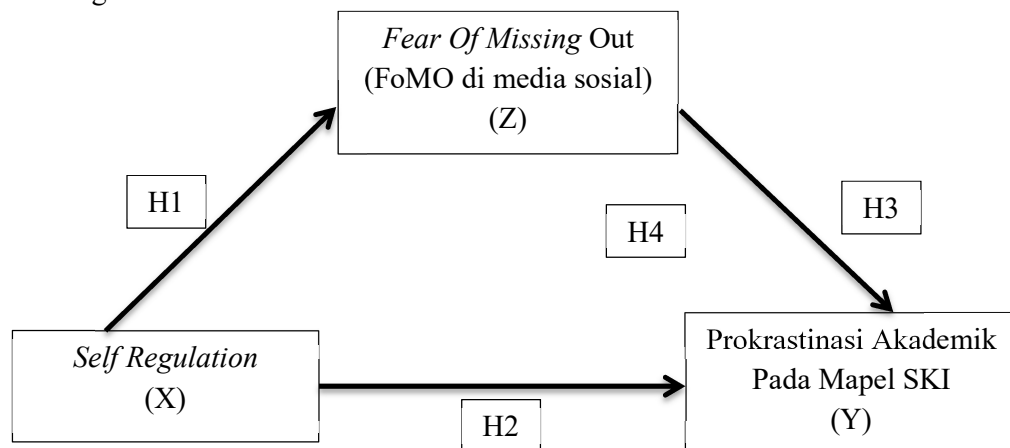 Fear Of Missing Out
(FoMO di media sosial)
(Z)
H1
H4
H3
Self Regulation
(X)
H2
Prokrastinasi Akademik
Pada Mapel SKI
(Y)